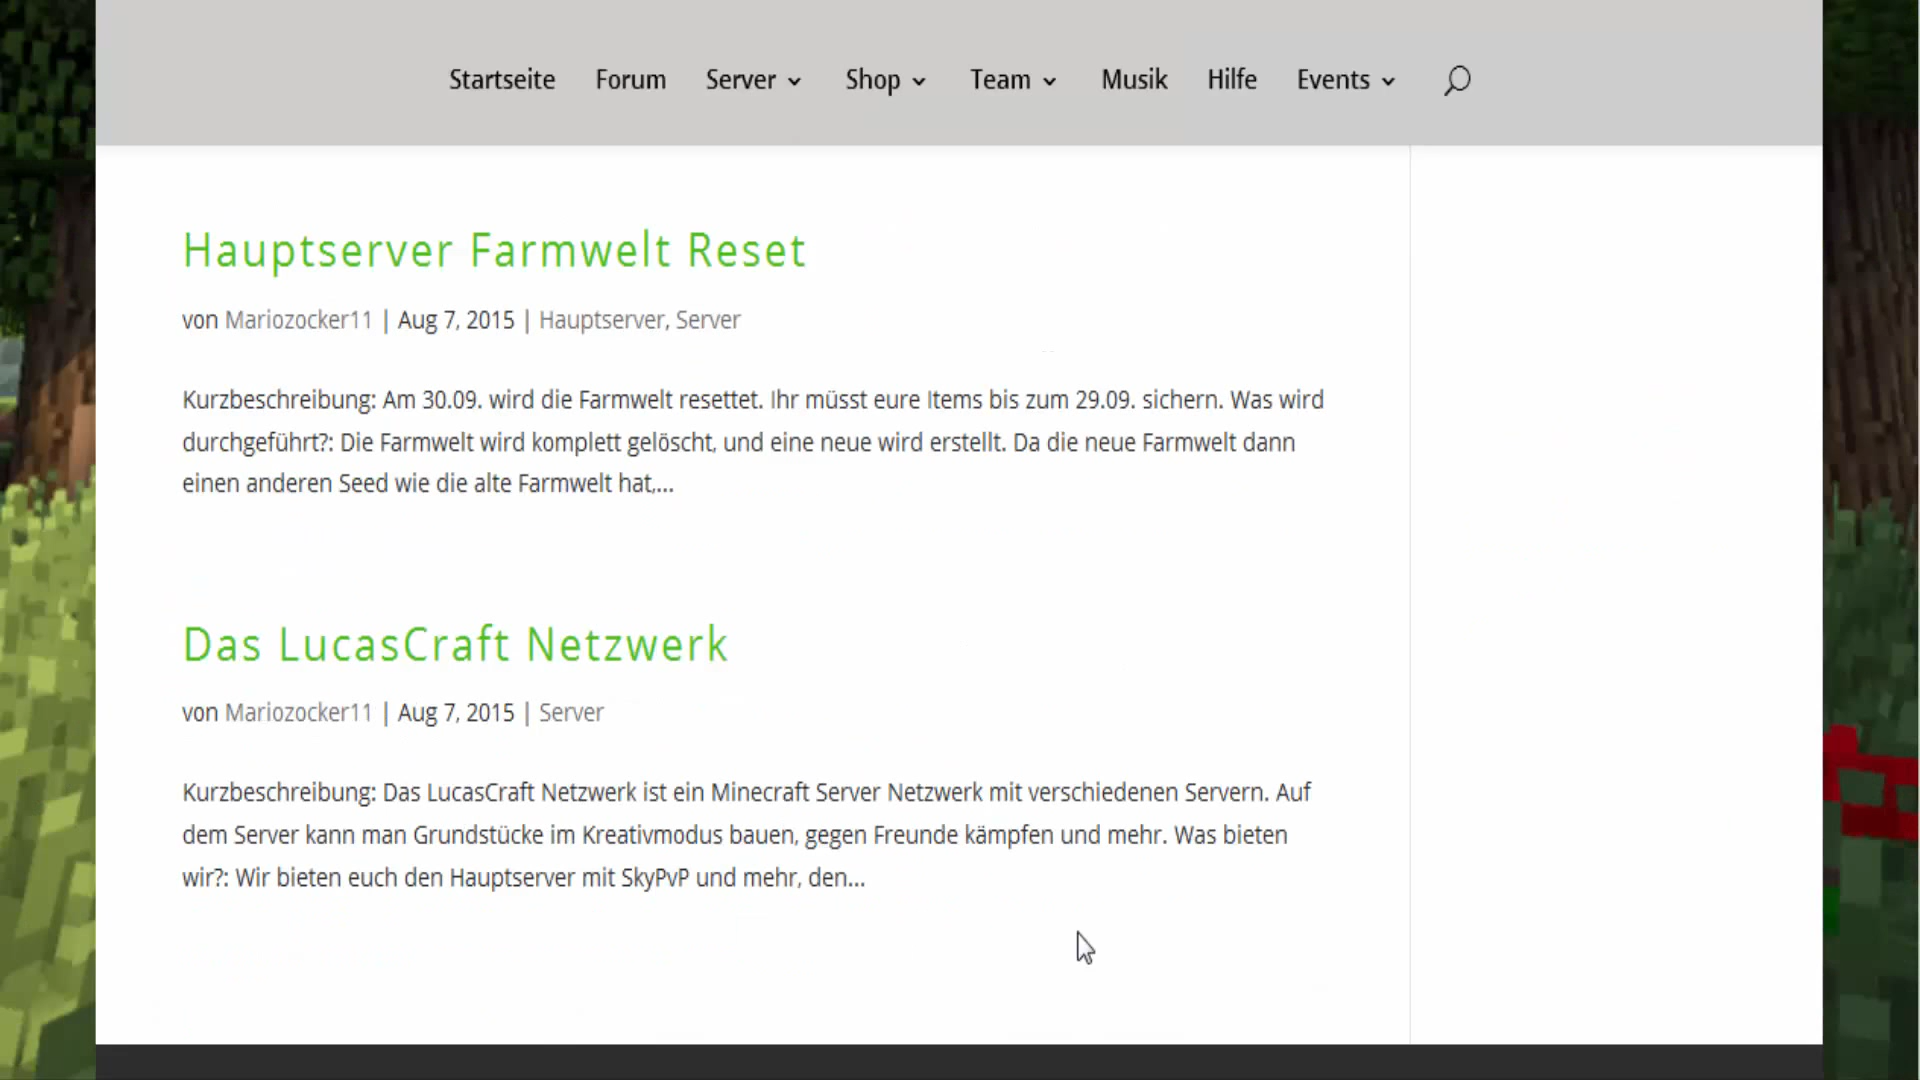 Startseite Forum Server Shop Team Musik Hilfe Events
Hauptserver Farmwelt Reset
von Mariozocker11 | Aug 7, 2015 | Hauptserver, Server
Kurzbeschreibung: Am 30.09. wird die Farmwelt resettet. Ihr müsst eure Items bis zum 29.09. sichern. Was wird
durchgeführt?: Die Farmwelt wird komplett gelöscht, und eine neue wird erstellt. Da die neue Farmwelt dann
einen anderen Seed wie die alte Farmwelt hat,...
Das LucasCraft Netzwerk
von Mariozocker11 | Aug 7, 2015 | Server
Kurzbeschreibung: Das LucasCraft Netzwerk ist ein Minecraft Server Netzwerk mit verschiedenen Servern. Auf
dem Server kann man Grundstücke im Kreativmodus bauen, gegen Freunde kämpfen und mehr. Was bieten
wir?: Wir bieten euch den Hauptserver mit SkyPvP und mehr, den...